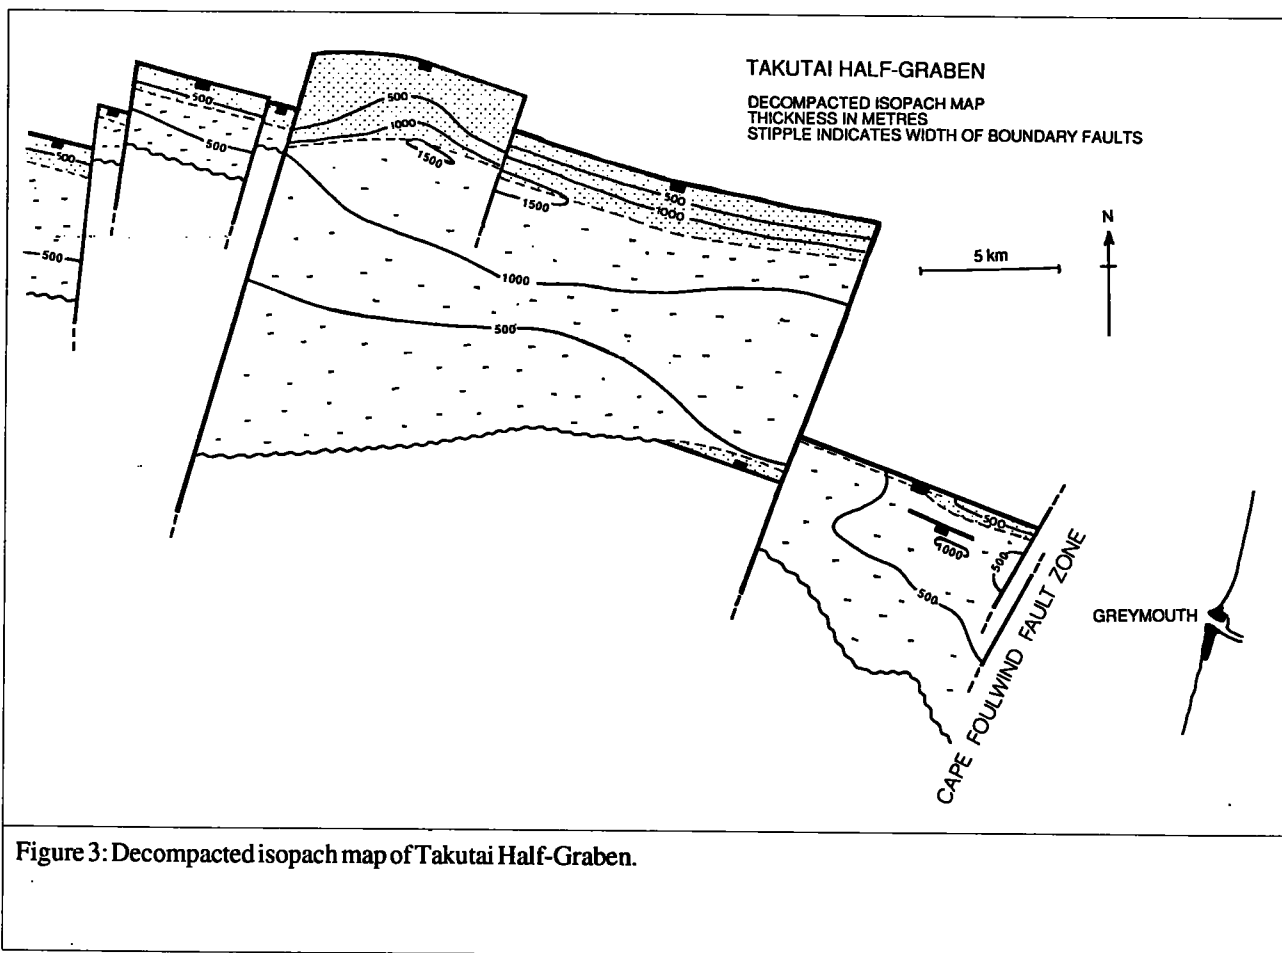 TAKUTAI HALF-GRABEN
DECOMPACTED ISOPACH MAP
THICKNESS IN METRES
STIPPLE INDICATES WIDTH OF BOUNDARY FAULTS
N
5 km
500
500
500
500
500
500
1000
1500
500
1000
1500
1000
500
500
1000
500
500
GREYMOUTH
CAPE FOULWIND FAULT ZONE
Figure 3: Decompacted isopach map of Takutai Half-Graben.